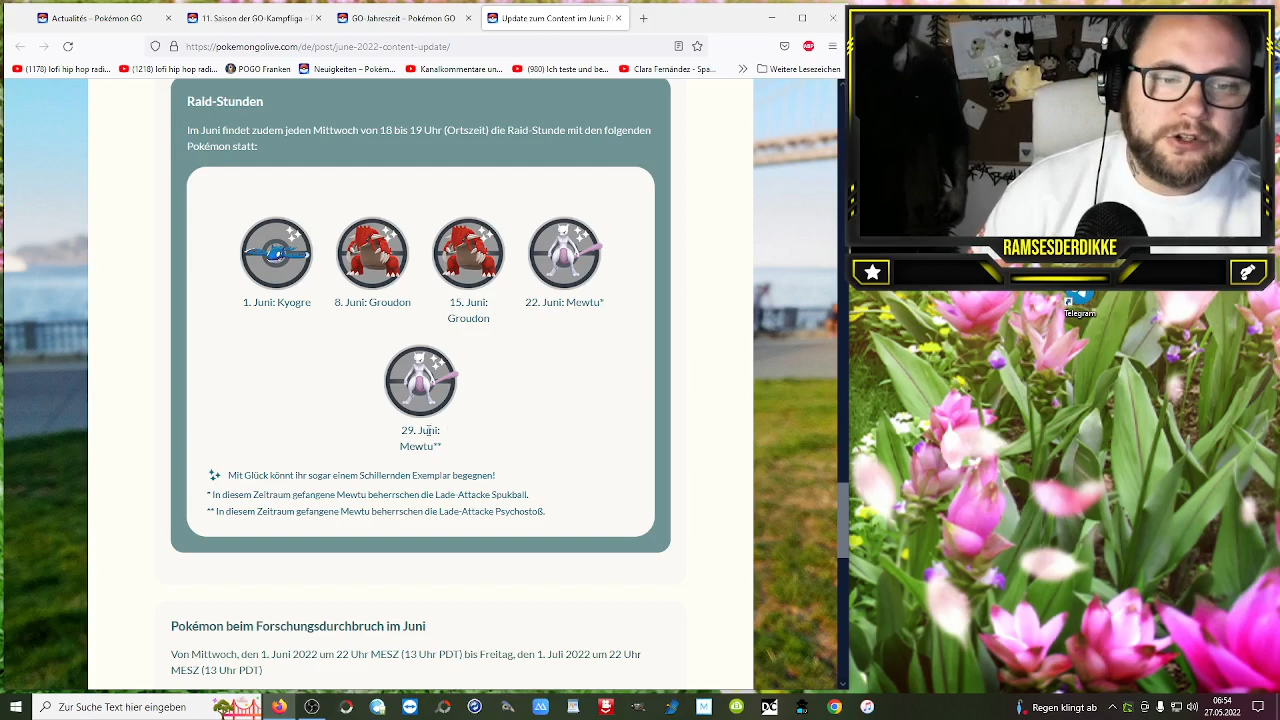 Actualités – Pokémon GO
11. Season der Kampfliga –
GO-Jahreszeit – Pokémon GO
Update zum Content im Juni
https://pokemongolive.com/de/post/june-2022-content-update/
(1178) lofi hip hop radi...
(1218) lofi hip hop radi...
POGO Franken
Neuigkeiten – Pokém...
Kanalkommentare un...
(980) Ich teste und be...
Clara Fernández - Spa...
Weitere Lesezeichen
Raid-Stunden
Im Juni findet zudem jeden Mittwoch von 18 bis 19 Uhr (Ortszeit) die Raid-Stunde mit den folgenden
Pokémon statt:
1. Juni: Kyogre
8. Juni: Groudon
15. Juni:
Groudon
22. Juni: Mewtu*
29. Juni:
Mewtu**
Mit Glück könnt ihr sogar einem Schillernden Exemplar begegnen!
* In diesem Zeitraum gefangene Mewtu beherrschen die Lade-Attacke Spukball.
** In diesem Zeitraum gefangene Mewtu beherrschen die Lade-Attacke Psychostoß.
Pokémon beim Forschungsdurchbruch im Juni
Von Mittwoch, den 1. Juni 2022 um 22 Uhr MESZ (13 Uhr PDT) bis Freitag, den 1. Juli 2022 um 22 Uhr
MESZ (13 Uhr PDT)
RAMSESDERDIKKE
Telegram
Zur Suche Text hier eingeben
Regen klingt ab
06:54
27.05.2022